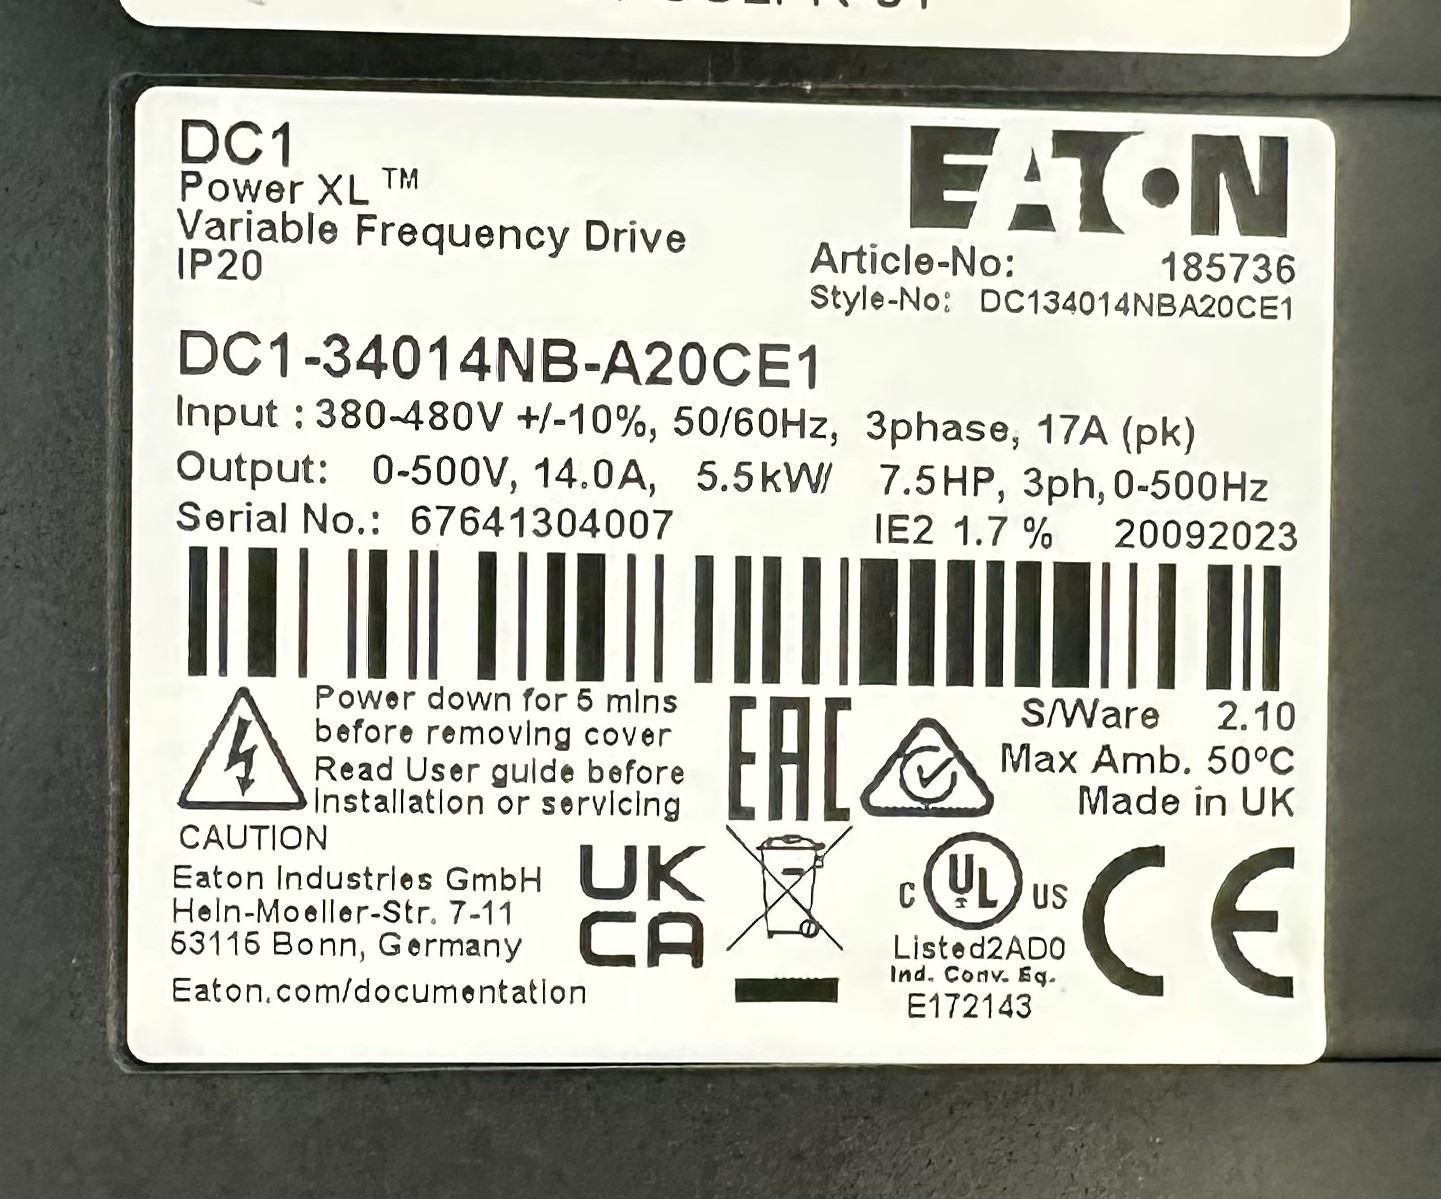 DC1
Power XL™
Variable Frequency Drive
IP20
EATON
Article-No: 185736
Style-No: DC134014NBA20CE1
DC1-34014NB-A20CE1
Input : 380-480V +/-10%, 50/60Hz, 3phase, 17A (pk)
Output: 0-500V, 14.0A, 5.5kW/ 7.5HP, 3ph, 0-500Hz
Serial No.: 67641304007 IE2 1.7 % 20092023
Power down for 5 mins
before removing cover
Read User guide before
installation or servicing
CAUTION
EAC
S/Ware 2.10
Max Amb. 50°C
Made in UK
Eaton Industries GmbH
Hein-Moeller-Str. 7-11
53115 Bonn, Germany
Eaton.com/documentation
UK
CA
C UL US
Listed2AD0
Ind. Conv. Eq.
E172143
CE